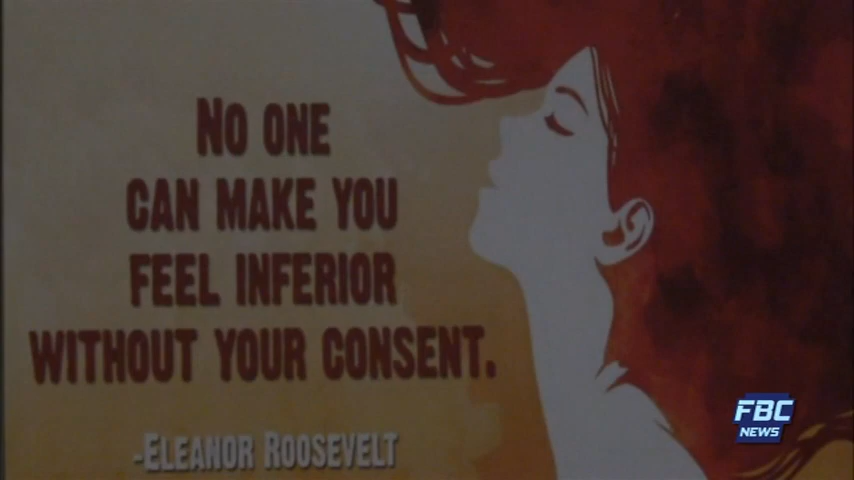 NO ONE
CAN MAKE YOU
FEEL INFERIOR
WITHOUT YOUR CONSENT.
-ELEANOR ROOSEVELT
FBC
NEWS